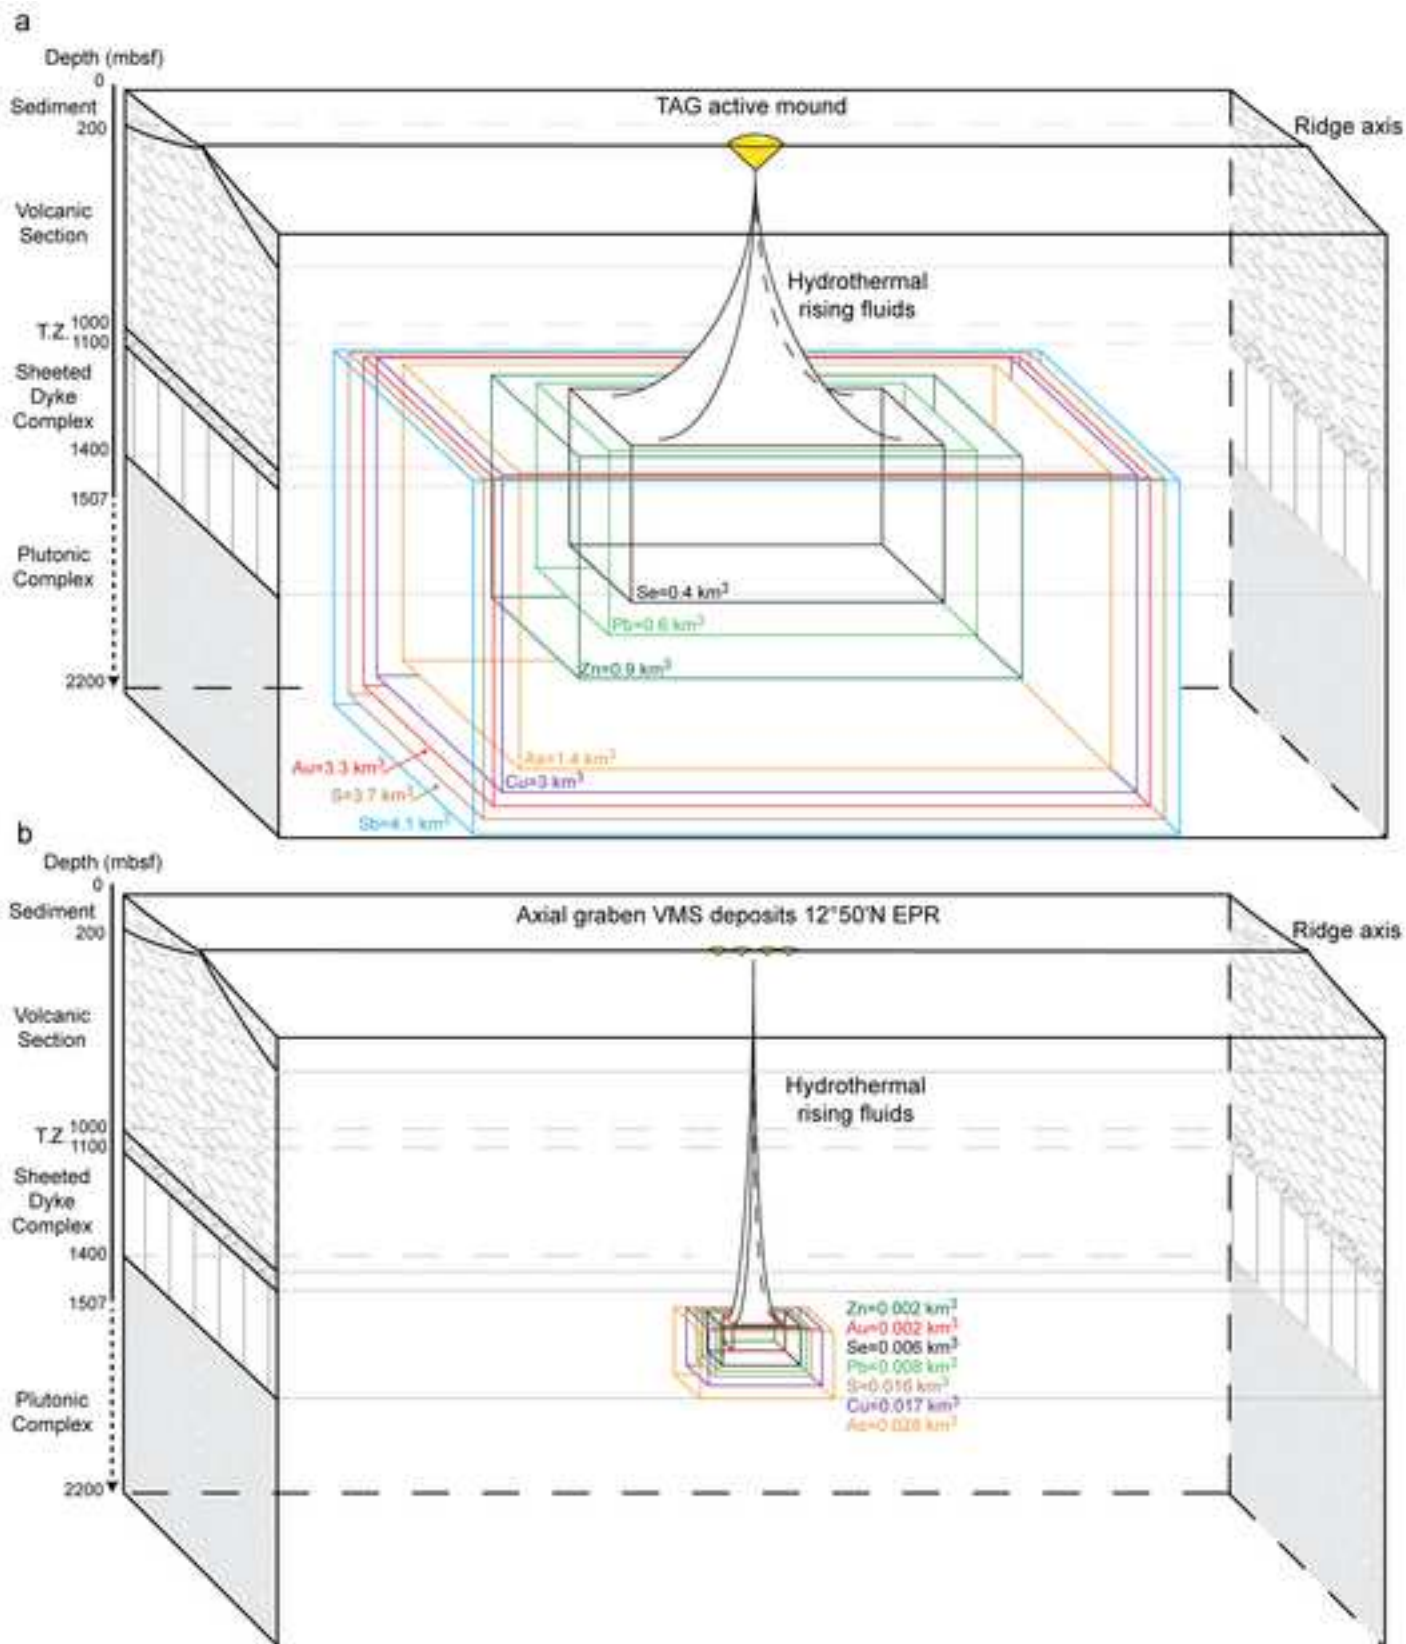 a
Depth (mbsf)
0
Sediment
200
TAG active mound
Ridge axis
Volcanic
Section
Hydrothermal
rising fluids
T.Z. 1000
1100
Sheeted
Dyke
Complex
1400
1507
Plutonic
Complex
2200
Se=0.4 km³
Pb=0.6 km³
Zn=0.9 km³
As=1.4 km³
Au=3.3 km³
Cu=3 km³
S=3.7 km³
Sb=4.1 km³
b
Depth (mbsf)
0
Sediment
200
Axial graben VMS deposits 12°50'N EPR
Ridge axis
Volcanic
Section
Hydrothermal
rising fluids
T.Z 1000
1100
Sheeted
Dyke
Complex
1400
1507
Zn=0.002 km³
Au=0.002 km³
Se=0.006 km³
Pb=0.008 km³
S=0.016 km³
Cu=0.017 km³
As=0.028 km³
Plutonic
Complex
2200